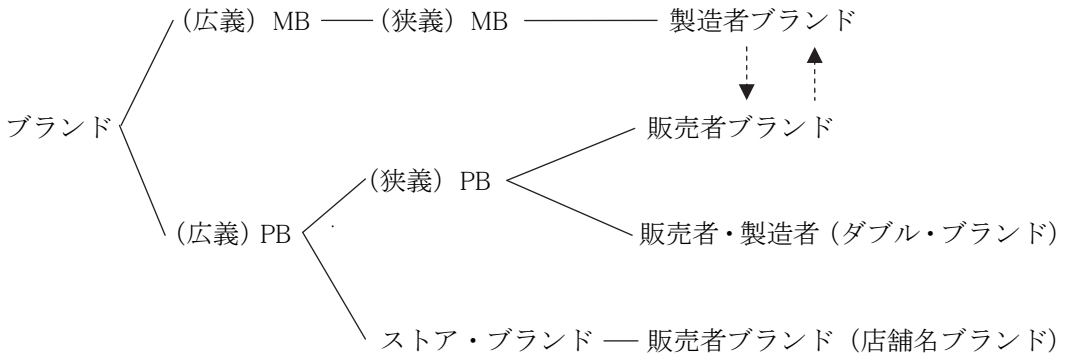 (広義) MB (狭義) MB 製造者ブランド
ブランド 販売者ブランド
(狭義) PB
(広義) PB 販売者・製造者 (ダブル・ブランド)
ストア・ブランド 販売者ブランド (店舗名ブランド)